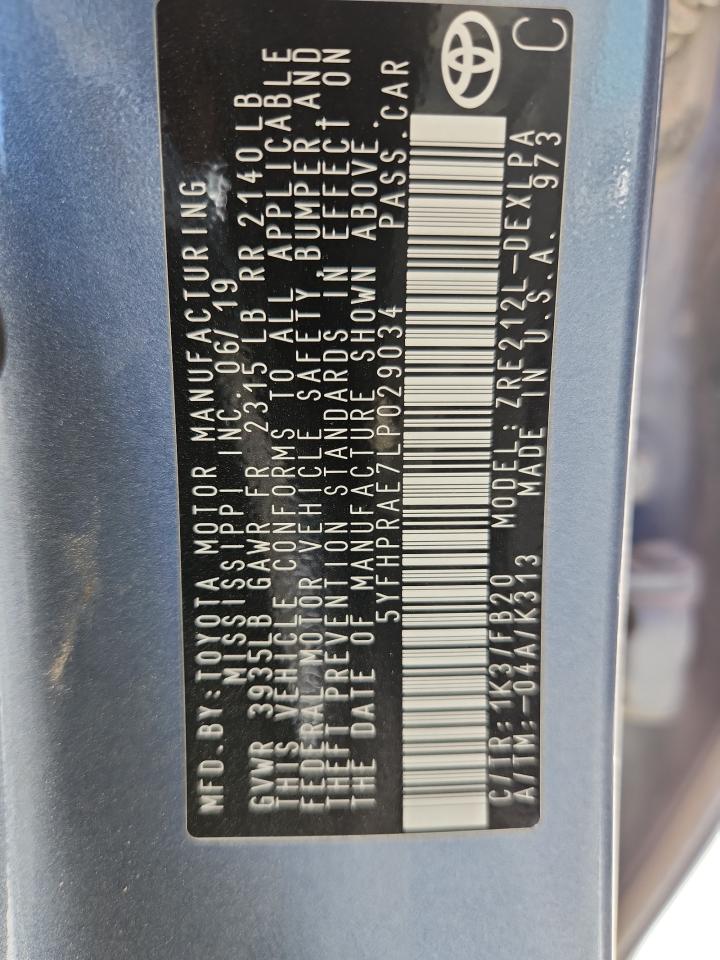 MFD.BY:TOYOTA MOTOR MANUFACTURING
MISSISSIPPI INC. 06/19
GVWR 3935LB GAWR FR 2315 LB RR 2140LB
THIS VEHICLE CONFORMS TO ALL APPLICABLE
FEDERAL MOTOR VEHICLE SAFETY, BUMPER AND
THEFT PREVENTION STANDARDS IN EFFECT ON
THE DATE OF MANUFACTURE SHOWN ABOVE.
5YFHPRAE7LP029034 PASS.CAR
C/TR: 1K3/FB20 MODEL: ZRE212L-DEXLPA
A/TM:-04A/K313 MADE IN U.S.A. 973
C